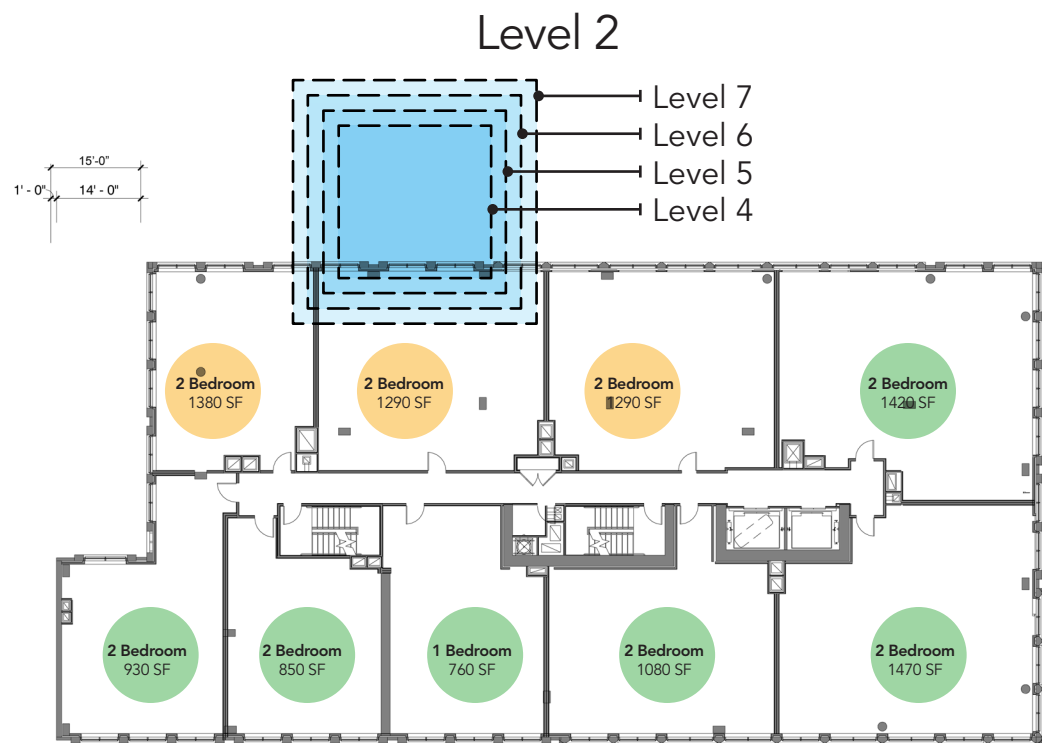 Level 2
Level 7
Level 6
Level 5
Level 4
15'-0"
1' - 0"
14' - 0"
2 Bedroom
1380 SF
2 Bedroom
1290 SF
2 Bedroom
1290 SF
2 Bedroom
1420 SF
2 Bedroom
930 SF
2 Bedroom
850 SF
1 Bedroom
760 SF
2 Bedroom
1080 SF
2 Bedroom
1470 SF